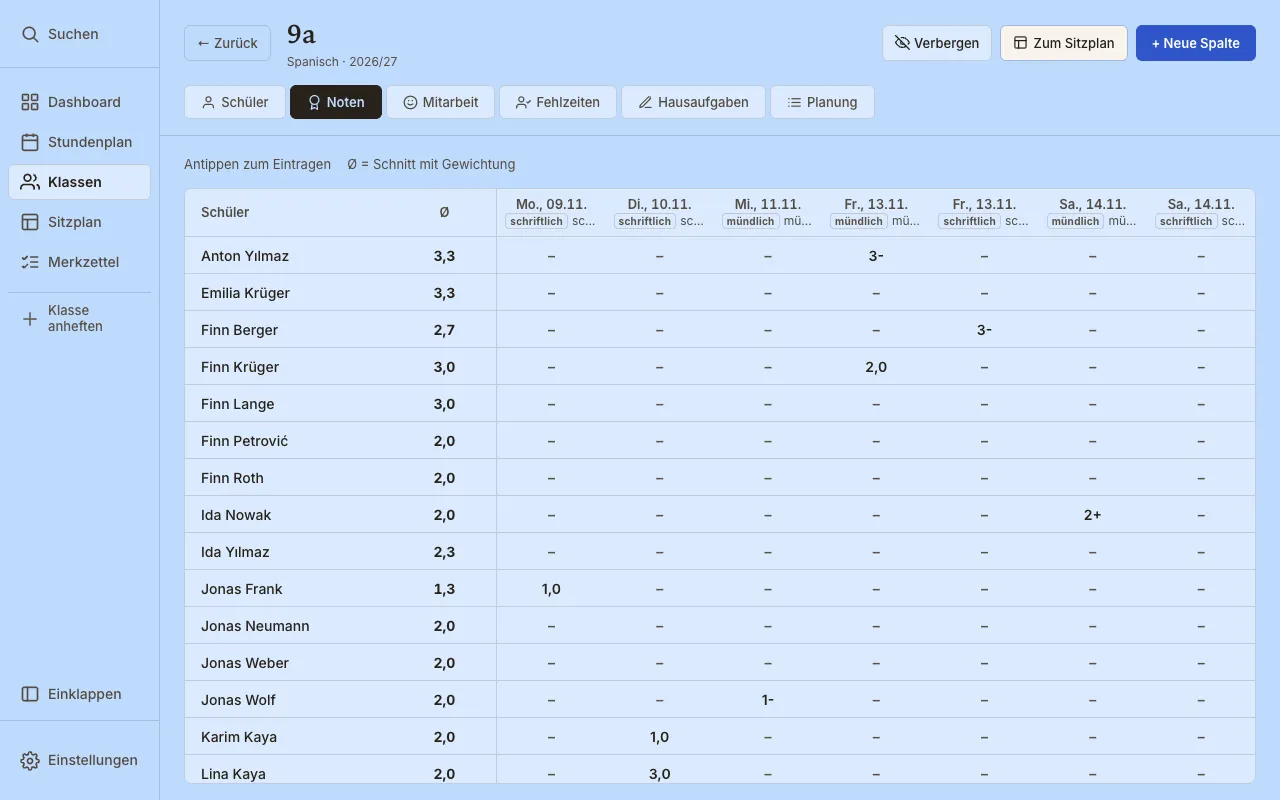 Suchen
Dashboard
Stundenplan
Klassen
Sitzplan
Merkzettel
Klasse
anheften
Einklappen
Einstellungen
← Zurück
9a
Spanisch · 2026/27
Verbergen
Zum Sitzplan
+ Neue Spalte
Schüler
Noten
Mitarbeit
Fehlzeiten
Hausaufgaben
Planung
Antippen zum Eintragen Ø = Schnitt mit Gewichtung
Schüler Ø Mo., 09.11. Di., 10.11. Mi., 11.11. Fr., 13.11. Fr., 13.11. Sa., 14.11. Sa., 14.11.
schriftlich sc... schriftlich sc... mündlich mü... mündlich mü... schriftlich sc... mündlich mü... schriftlich sc...
Anton Yılmaz 3,3 – – – 3- – – –
Emilia Krüger 3,3 – – – – – – –
Finn Berger 2,7 – – – – 3- – –
Finn Krüger 3,0 – – – 2,0 – – –
Finn Lange 3,0 – – – – – – –
Finn Petrović 2,0 – – – – – – –
Finn Roth 2,0 – – – – – – –
Ida Nowak 2,0 – – – – – 2+ –
Ida Yılmaz 2,3 – – – – – – –
Jonas Frank 1,3 1,0 – – – – – –
Jonas Neumann 2,0 – – – – – – –
Jonas Weber 2,0 – – – – – – –
Jonas Wolf 2,0 – – 1- – – – –
Karim Kaya 2,0 – 1,0 – – – – –
Lina Kaya 2,0 – 3,0 – – – – –